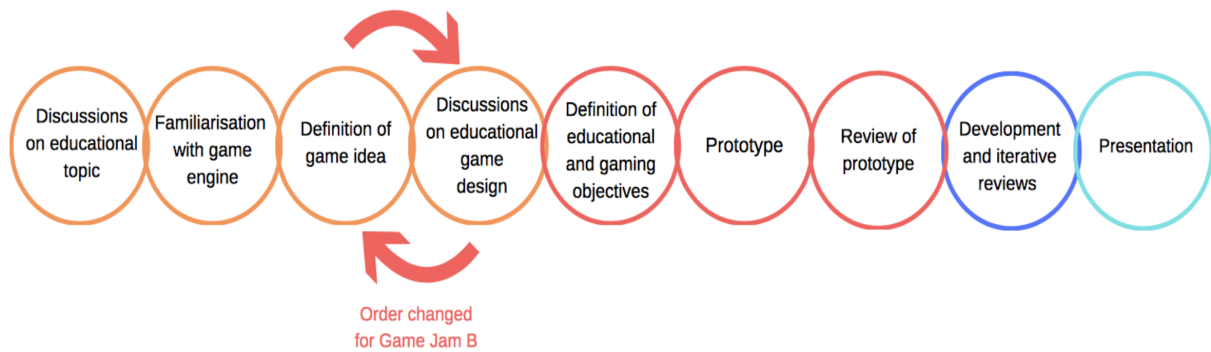 Discussions
on educational
topic
Familiarisation
with game
engine
Definition of
game idea
Discussions
on educational
game
design
Definition of
educational
and gaming
objectives
Prototype
Review of
prototype
Development
and iterative
reviews
Presentation
Order changed
for Game Jam B